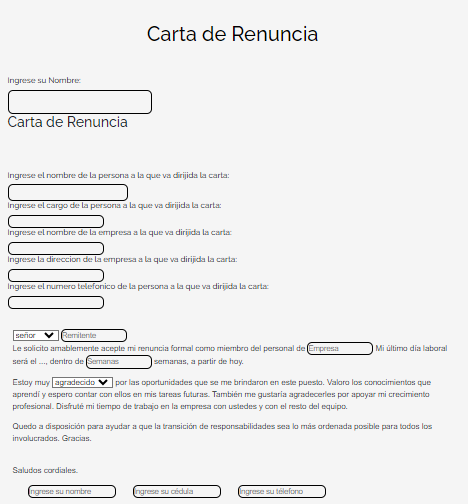 Carta de Renuncia
Ingrese su Nombre:
Carta de Renuncia
Ingrese el nombre de la persona a la que va dirijida la carta:
Ingrese el cargo de la persona a la que va dirijida la carta:
Ingrese el nombre de la empresa a la que va dirijida la carta:
Ingrese la direccion de la empresa a la que va dirijida la carta:
Ingrese el numero telefonico de la persona a la que va dirijida la carta:
señor Remitente
Le solicito amablemente acepte mi renuncia formal como miembro del personal de Empresa Mi último día laboral
será el ..., dentro de Semanas semanas, a partir de hoy.
Estoy muy agradecido por las oportunidades que se me brindaron en este puesto. Valoro los conocimientos que
aprendí y espero contar con ellos en mis tareas futuras. También me gustaría agradecerles por apoyar mi crecimiento
profesional. Disfruté mi tiempo de trabajo en la empresa con ustedes y con el resto del equipo.
Quedo a disposición para ayudar a que la transición de responsabilidades sea lo más ordenada posible para todos los
involucrados. Gracias.
Saludos cordiales.
Ingrese su nombre Ingrese su cédula Ingrese su télefono